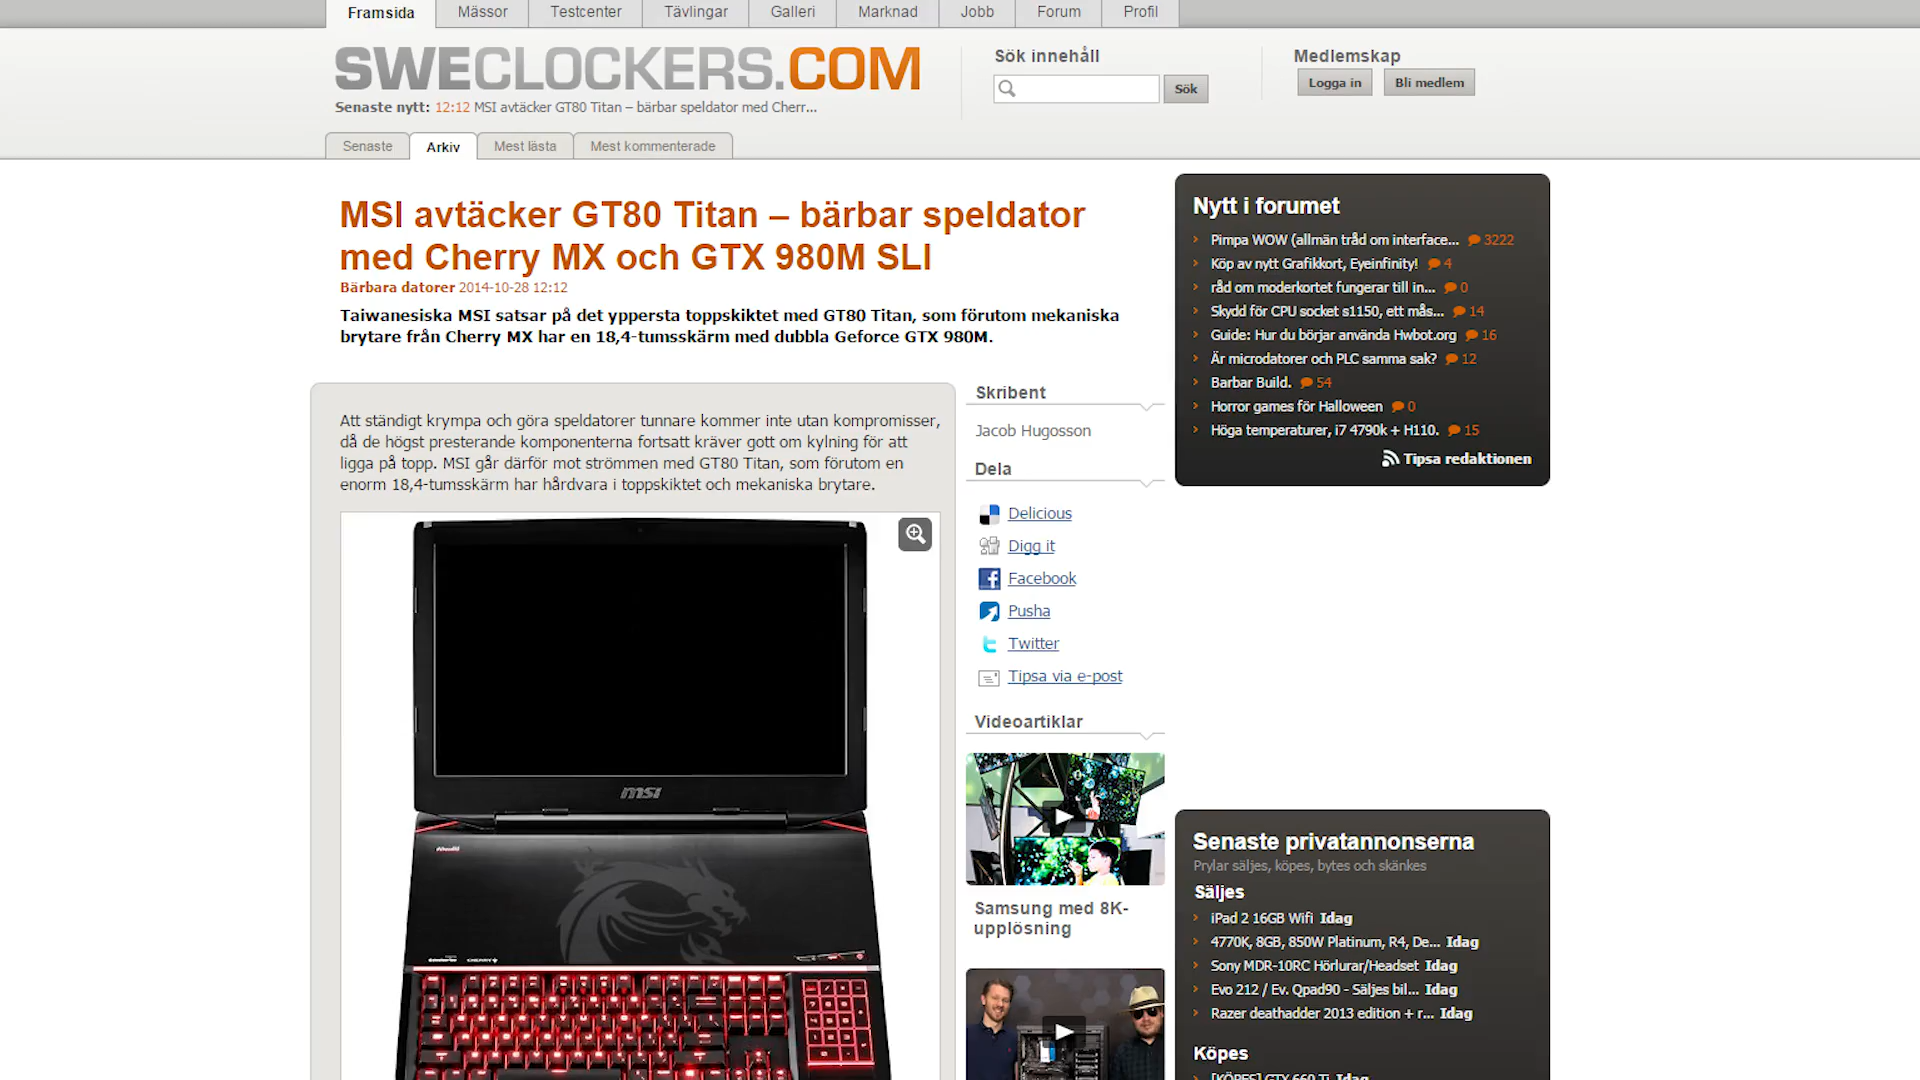 Framsida
Mässor
Testcenter
Tävlingar
Galleri
Marknad
Jobb
Forum
Profil
SWECLOCKERS.COM
Senaste nytt: 12:12 MSI avtäcker GT80 Titan – bärbar speldator med Cherr...
Sök innehåll
Sök
Medlemskap
Logga in
Bli medlem
Senaste
Arkiv
Mest lästa
Mest kommenterade
MSI avtäcker GT80 Titan – bärbar speldator
med Cherry MX och GTX 980M SLI
Bärbara datorer 2014-10-28 12:12
Taiwanesiska MSI satsar på det yppersta toppskiktet med GT80 Titan, som förutom mekaniska
brytare från Cherry MX har en 18,4-tumsskärm med dubbla Geforce GTX 980M.
Att ständigt krympa och göra speldatorer tunnare kommer inte utan kompromisser,
då de högst presterande komponenterna fortsatt kräver gott om kylning för att
ligga på topp. MSI går därför mot strömmen med GT80 Titan, som förutom en
enorm 18,4-tumsskärm har hårdvara i toppskiktet och mekaniska brytare.
msi
CHERRY
Skribent
Jacob Hugosson
Dela
Delicious
Digg it
Facebook
Pusha
Twitter
Tipsa via e-post
Videoartiklar
Samsung med 8K-
upplösning
Nytt i forumet
Pimpa WOW (allmän tråd om interface... 3222
Köp av nytt Grafikkort, Eyeinfinity! 4
råd om moderkortet fungerar till in... 0
Skydd för CPU socket s1150, ett mås... 14
Guide: Hur du börjar använda Hwbot.org 16
Är microdatorer och PLC samma sak? 12
Barbar Build. 54
Horror games för Halloween 0
Höga temperaturer, i7 4790k + H110. 15
Tipsa redaktionen
Senaste privatannonserna
Prylar säljes, köpes, bytes och skänkes
Säljes
iPad 2 16GB Wifi Idag
4770K, 8GB, 850W Platinum, R4, De... Idag
Sony MDR-10RC Hörlurar/Headset Idag
Evo 212 / Ev. Qpad90 - Säljes bil... Idag
Razer deathadder 2013 edition + r... Idag
Köpes
[KÖPES] GTX 660 Ti Idag